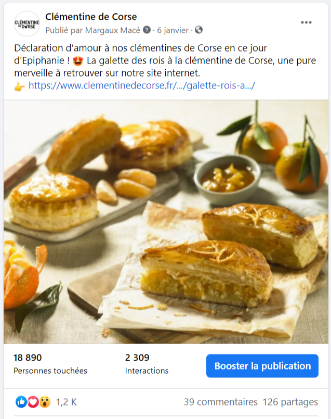 CLÉMENTINE
DE CORSE
Clémentine de Corse
Publié par Margaux Macé · 6 janvier ·
Déclaration d'amour à nos clémentines de Corse en ce jour
d'Epiphanie ! 🤩 La galette des rois à la clémentine de Corse, une pure
merveille à retrouver sur notre site internet.
👉 https://www.clementinedecorse.fr/.../galette-rois-a.../
18 890
Personnes touchées
2 309
Interactions
Booster la publication
1,2 K
39 commentaires 126 partages